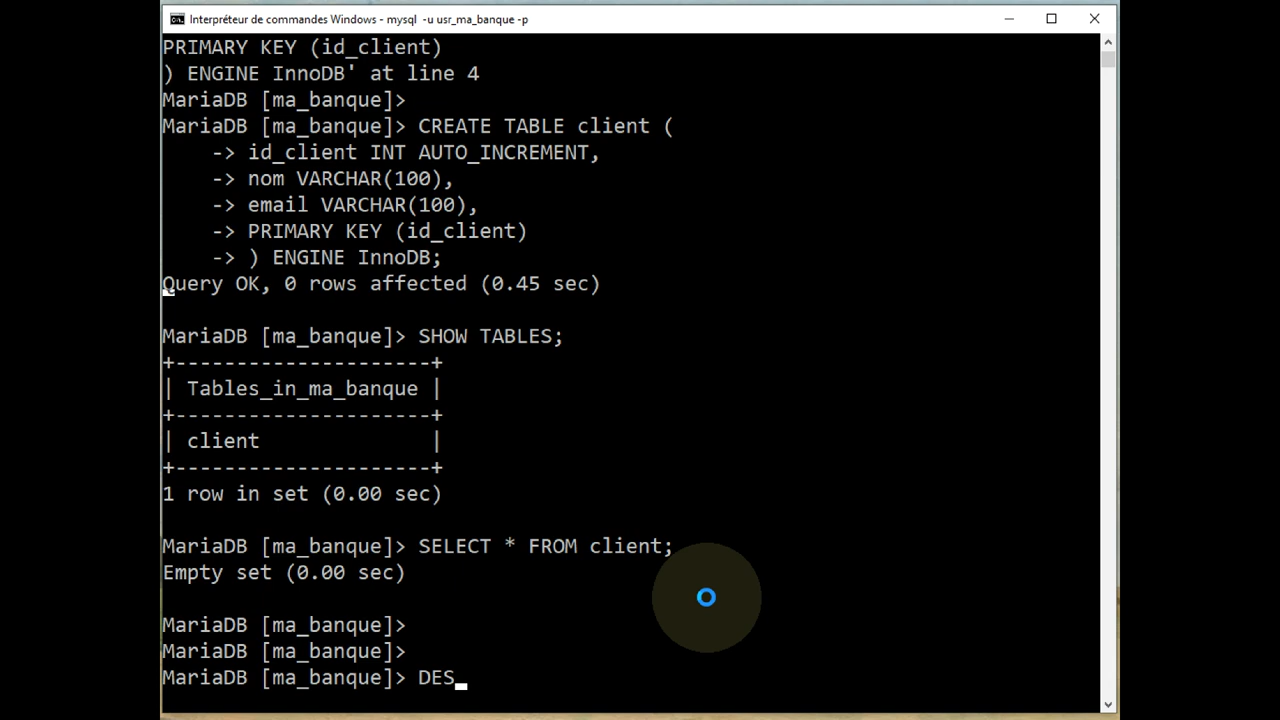 Interpréteur de commandes Windows - mysql -u usr_ma_banque -p
PRIMARY KEY (id_client)
) ENGINE InnoDB' at line 4
MariaDB [ma_banque]>
MariaDB [ma_banque]> CREATE TABLE client (
    -> id_client INT AUTO_INCREMENT,
    -> nom VARCHAR(100),
    -> email VARCHAR(100),
    -> PRIMARY KEY (id_client)
    -> ) ENGINE InnoDB;
Query OK, 0 rows affected (0.45 sec)
MariaDB [ma_banque]> SHOW TABLES;
+---------------------+
| Tables_in_ma_banque |
+---------------------+
| client              |
+---------------------+
1 row in set (0.00 sec)
MariaDB [ma_banque]> SELECT * FROM client;
Empty set (0.00 sec)
MariaDB [ma_banque]>
MariaDB [ma_banque]>
MariaDB [ma_banque]> DES